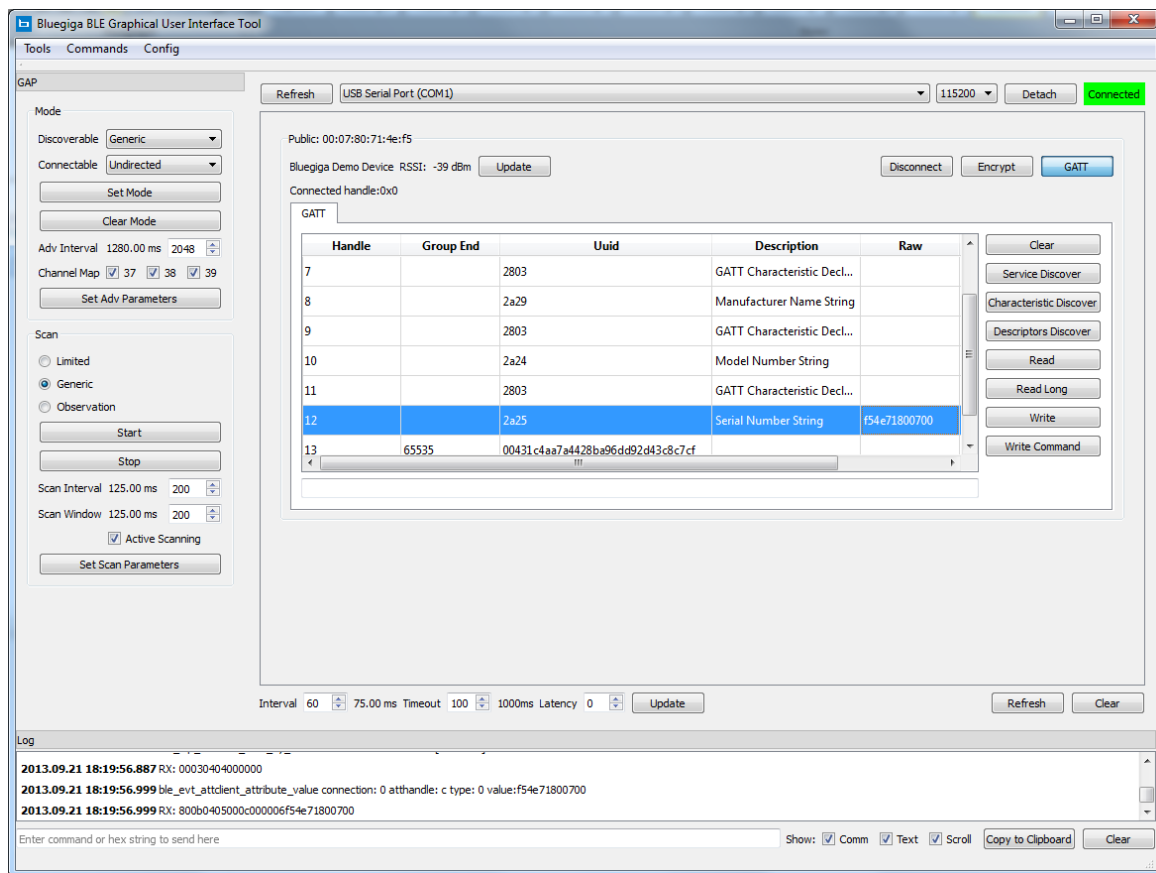 Bluegiga BLE Graphical User Interface Tool
Tools Commands Config
GAP
Mode
Discoverable Generic
Connectable Undirected
Set Mode
Clear Mode
Adv Interval 1280.00 ms 2048
Channel Map 37 38 39
Set Adv Parameters
Scan
Limited
Generic
Observation
Start
Stop
Scan Interval 125.00 ms 200
Scan Window 125.00 ms 200
Active Scanning
Set Scan Parameters
Refresh USB Serial Port (COM1) 115200 Detach Connected
Public: 00:07:80:71:4e:f5
Bluegiga Demo Device RSSI: -39 dBm Update Disconnect Encrypt GATT
Connected handle:0x0
GATT
Handle Group End Uuid Description Raw
7 2803 GATT Characteristic Decl...
8 2a29 Manufacturer Name String
9 2803 GATT Characteristic Decl...
10 2a24 Model Number String
11 2803 GATT Characteristic Decl...
12 2a25 Serial Number String f54e71800700
13 65535 00431c4aa7a4428ba96dd92d43c8c7cf
Clear
Service Discover
Characteristic Discover
Descriptors Discover
Read
Read Long
Write
Write Command
Interval 60 75.00 ms Timeout 100 1000ms Latency 0 Update Refresh Clear
Log
2013.09.21 18:19:56.887 RX: 00030404000000
2013.09.21 18:19:56.999 ble_evt_attclient_attribute_value connection: 0 atthandle: c type: 0 value:f54e71800700
2013.09.21 18:19:56.999 RX: 800b0405000c000006f54e71800700
Enter command or hex string to send here Show: Comm Text Scroll Copy to Clipboard Clear